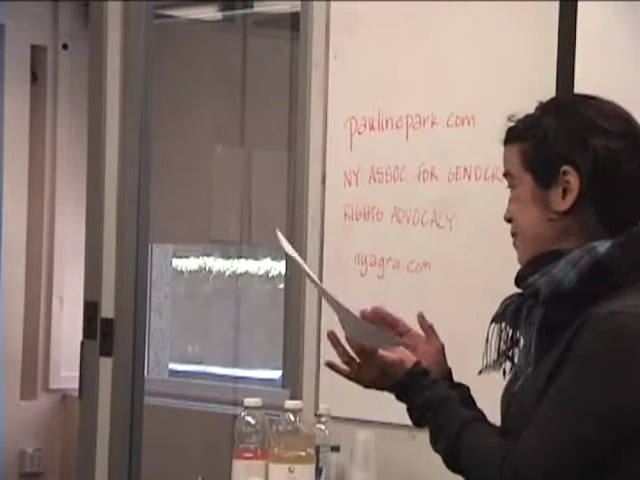 paulinepark.com
NY ASSOC. FOR GENDER
RIGHTS ADVOCACY
nyagra.com